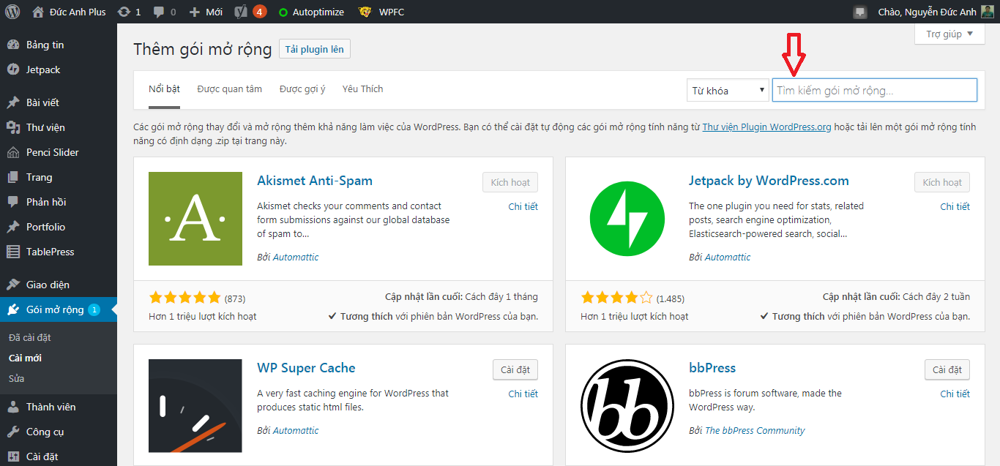 Đức Anh Plus 1 0 Mới 4 Autoptimize WPFC Chào, Nguyễn Đức Anh
Bảng tin
Jetpack
Bài viết
Thư viện
Penci Slider
Trang
Phản hồi
Portfolio
TablePress
Giao diện
Gói mở rộng 1
Đã cài đặt
Cài mới
Sửa
Thành viên
Công cụ
Cài đặt
Trợ giúp
Thêm gói mở rộng Tải plugin lên
Nổi bật Được quan tâm Được gợi ý Yêu Thích Từ khóa Tìm kiếm gói mở rộng...
Các gói mở rộng thay đổi và mở rộng thêm khả năng làm việc của WordPress. Bạn có thể cài đặt tự động các gói mở rộng tính năng từ Thư viện Plugin WordPress.org hoặc tải lên một gói mở rộng tính
năng có định dạng .zip tại trang này.
A
Akismet Anti-Spam Kích hoạt
Chi tiết
Akismet checks your comments and contact
form submissions against our global database
of spam to...
Bởi Automattic
(873) Cập nhật lần cuối: Cách đây 1 tháng
Hơn 1 triệu lượt kích hoạt Tương thích với phiên bản WordPress của bạn.
Jetpack by WordPress.com Kích hoạt
Chi tiết
The one plugin you need for stats, related
posts, search engine optimization,
Elasticsearch-powered search, social...
Bởi Automattic
(1.485) Cập nhật lần cuối: Cách đây 2 tuần
Hơn 1 triệu lượt kích hoạt Tương thích với phiên bản WordPress của bạn.
WP Super Cache Cài đặt
Chi tiết
A very fast caching engine for WordPress that
produces static html files.
Bởi Automattic
bb
bbPress Cài đặt
Chi tiết
bbPress is forum software, made the
WordPress way.
Bởi The bbPress Community